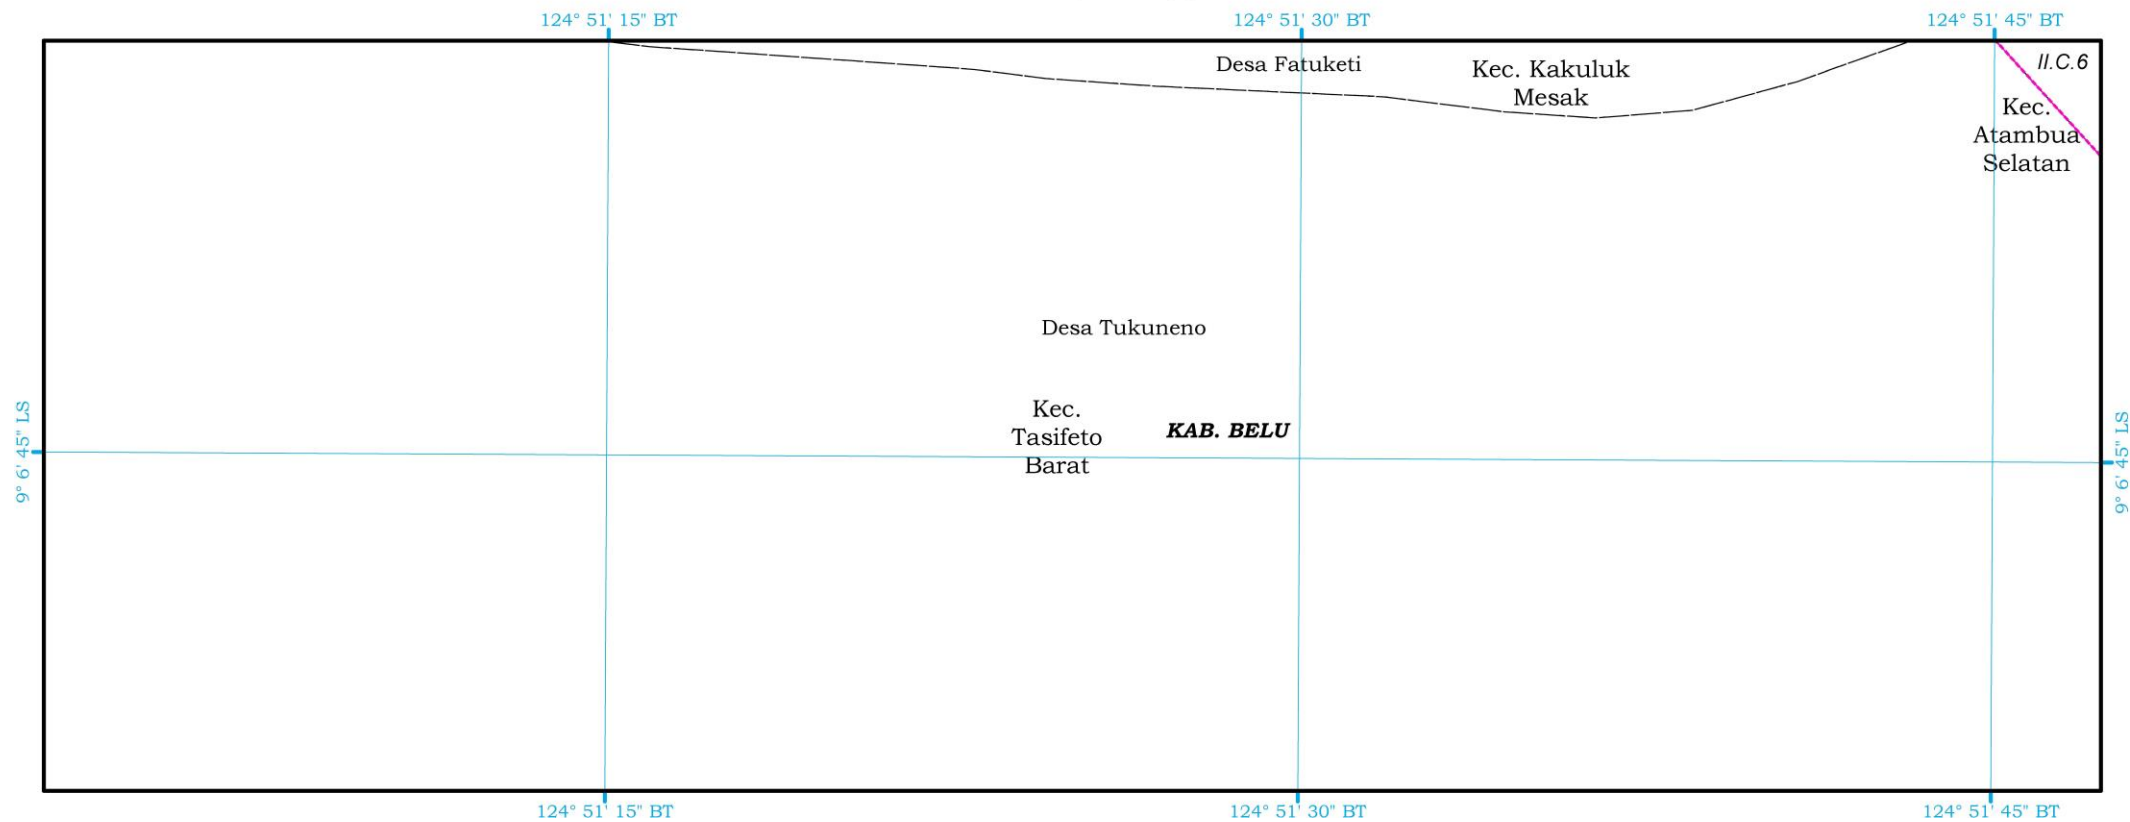 124° 51' 15" BT
124° 51' 30" BT
124° 51' 45" BT
Desa Fatuketi
Kec. Kakuluk
Mesak
II.C.6
Kec.
Atambua
Selatan
Desa Tukuneno
Kec.
Tasifeto
Barat
KAB. BELU
9° 6' 45" LS
9° 6' 45" LS
124° 51' 15" BT
124° 51' 30" BT
124° 51' 45" BT